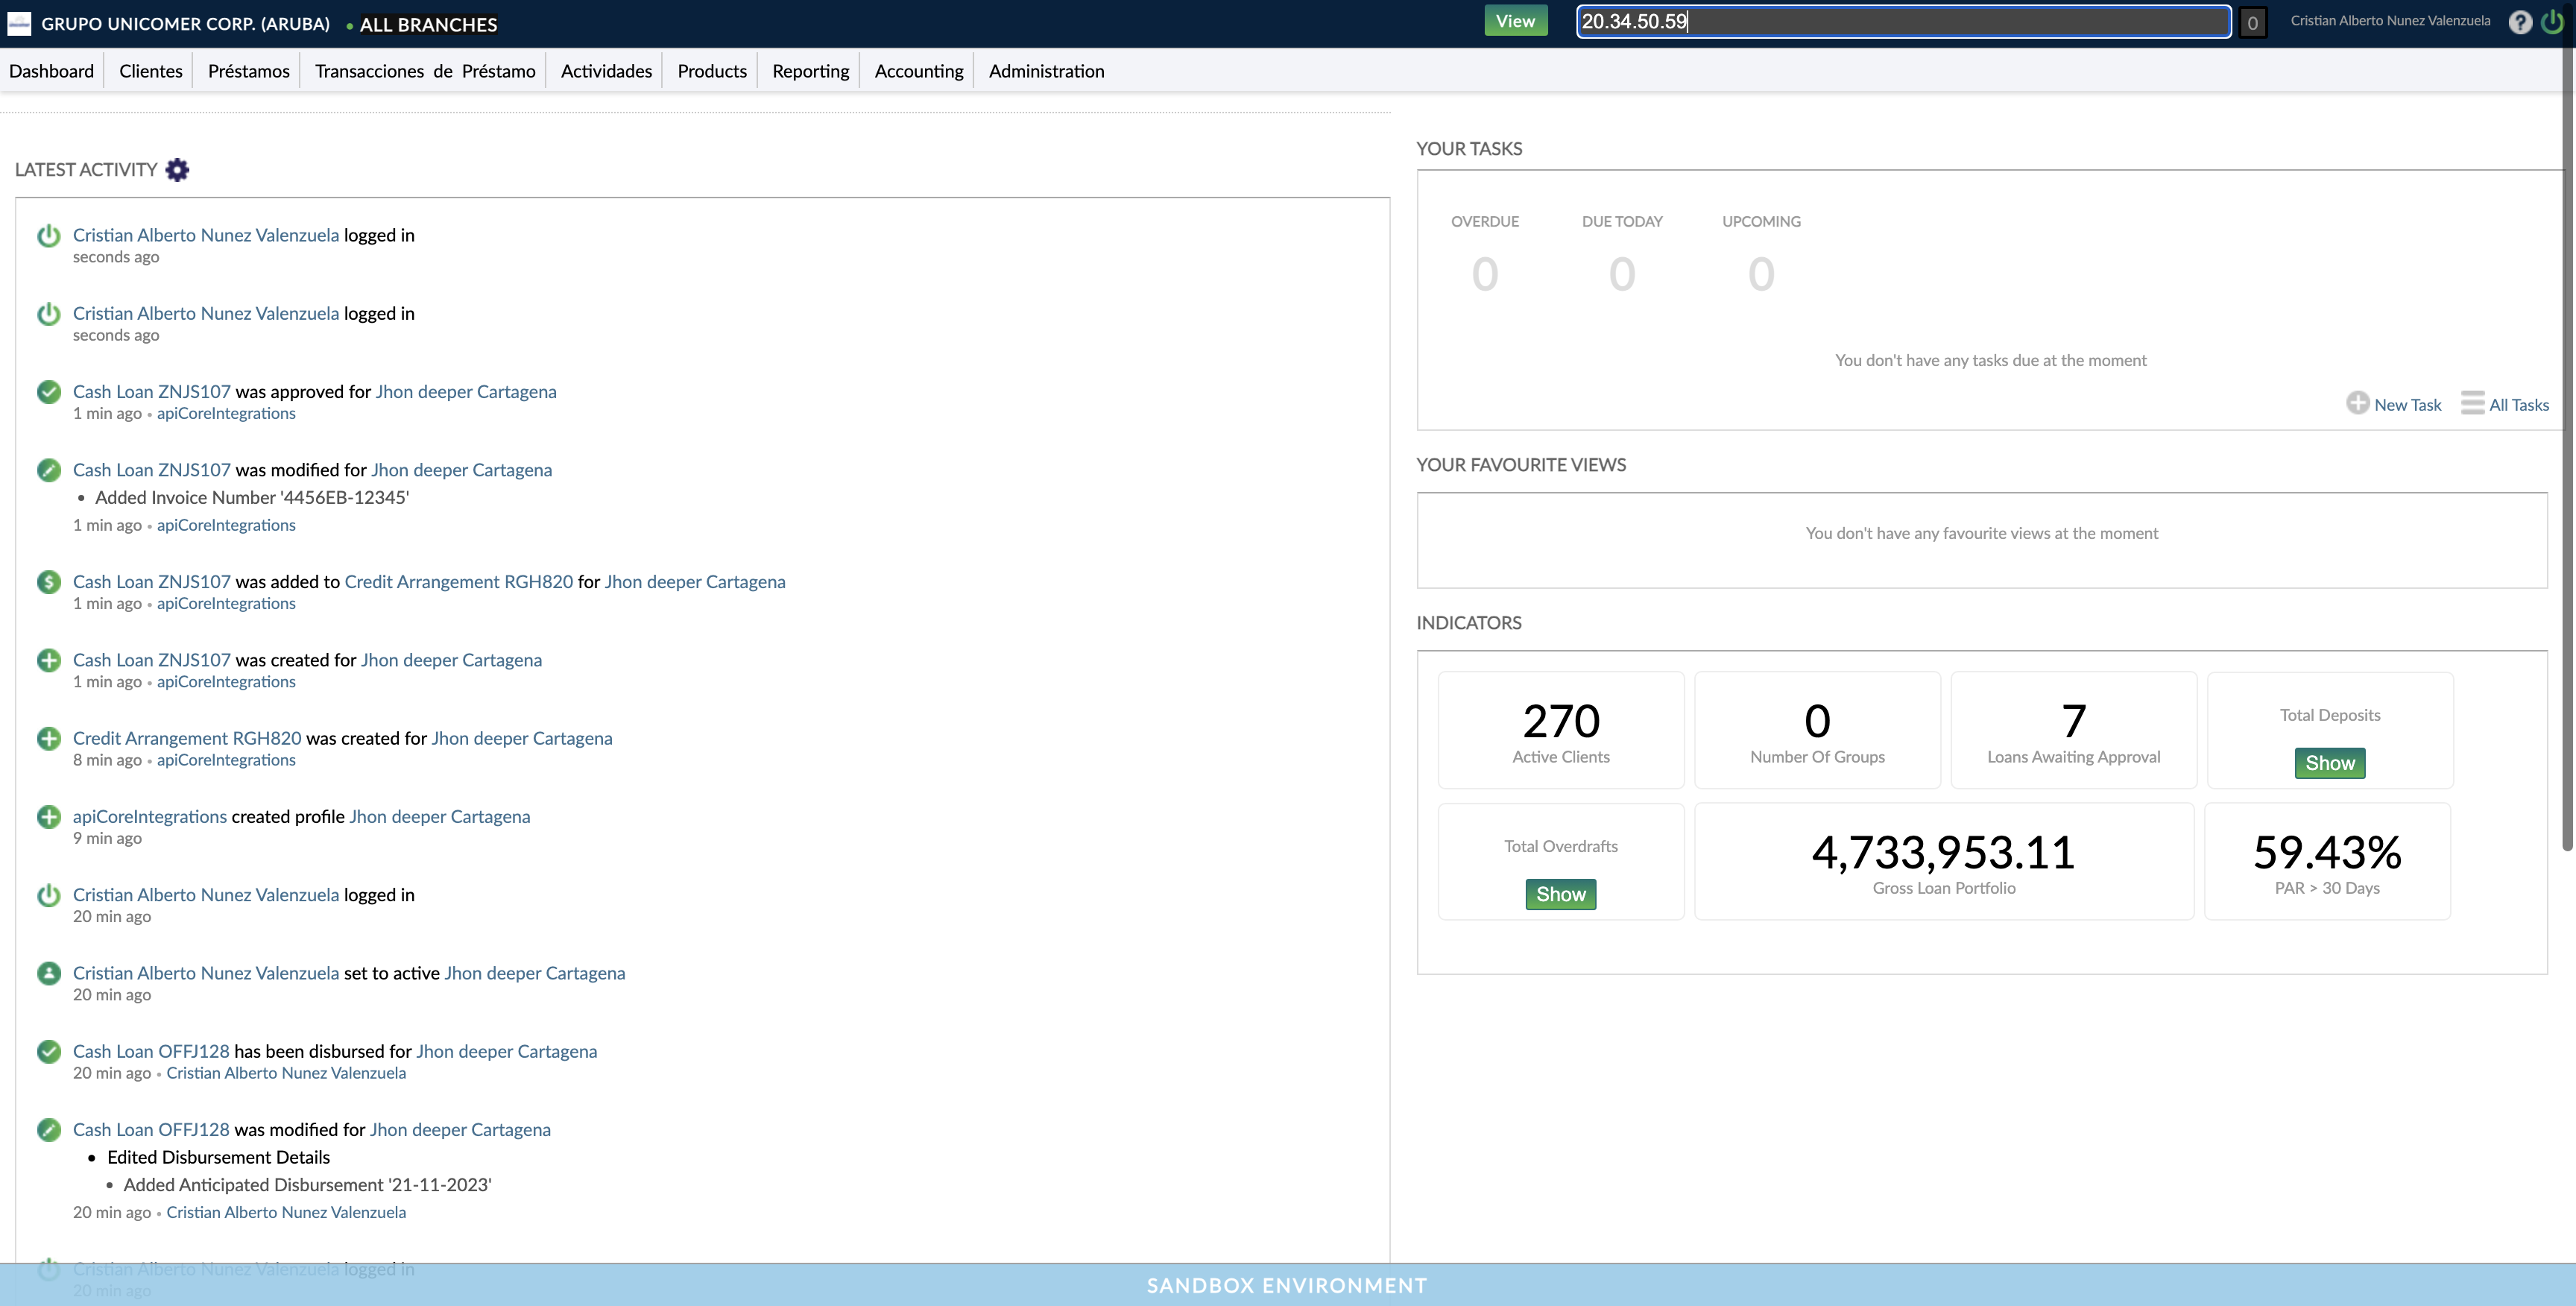 GRUPO UNICOMER CORP. (ARUBA) • ALL BRANCHES
View
20.34.50.59
0
Cristian Alberto Nunez Valenzuela
?
Dashboard
Clientes
Préstamos
Transacciones de Préstamo
Actividades
Products
Reporting
Accounting
Administration
LATEST ACTIVITY
Cristian Alberto Nunez Valenzuela logged in
seconds ago
Cristian Alberto Nunez Valenzuela logged in
seconds ago
Cash Loan ZNJS107 was approved for Jhon deeper Cartagena
1 min ago • apiCoreIntegrations
Cash Loan ZNJS107 was modified for Jhon deeper Cartagena
• Added Invoice Number '4456EB-12345'
1 min ago • apiCoreIntegrations
Cash Loan ZNJS107 was added to Credit Arrangement RGH820 for Jhon deeper Cartagena
1 min ago • apiCoreIntegrations
Cash Loan ZNJS107 was created for Jhon deeper Cartagena
1 min ago • apiCoreIntegrations
Credit Arrangement RGH820 was created for Jhon deeper Cartagena
8 min ago • apiCoreIntegrations
apiCoreIntegrations created profile Jhon deeper Cartagena
9 min ago
Cristian Alberto Nunez Valenzuela logged in
20 min ago
Cristian Alberto Nunez Valenzuela set to active Jhon deeper Cartagena
20 min ago
Cash Loan OFFJ128 has been disbursed for Jhon deeper Cartagena
20 min ago • Cristian Alberto Nunez Valenzuela
Cash Loan OFFJ128 was modified for Jhon deeper Cartagena
• Edited Disbursement Details
• Added Anticipated Disbursement '21-11-2023'
20 min ago • Cristian Alberto Nunez Valenzuela
Cristian Alberto Nunez Valenzuela logged in
20 min ago
YOUR TASKS
OVERDUE
DUE TODAY
UPCOMING
0
0
0
You don't have any tasks due at the moment
New Task
All Tasks
YOUR FAVOURITE VIEWS
You don't have any favourite views at the moment
INDICATORS
270
Active Clients
0
Number Of Groups
7
Loans Awaiting Approval
Total Deposits
Show
Total Overdrafts
Show
4,733,953.11
Gross Loan Portfolio
59.43%
PAR > 30 Days
SANDBOX ENVIRONMENT